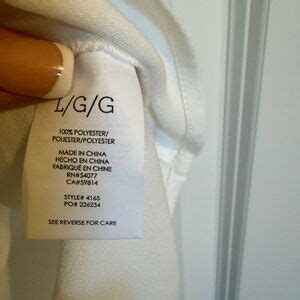 L/G/G
100% POLYESTER/
POLIESTER/POLYESTER
MADE IN CHINA
HECHO EN CHINA
FABRIQUÉ EN CHINE
RN#54077
CA#59814
STYLE# 4165
PO# 226234
SEE REVERSE FOR CARE